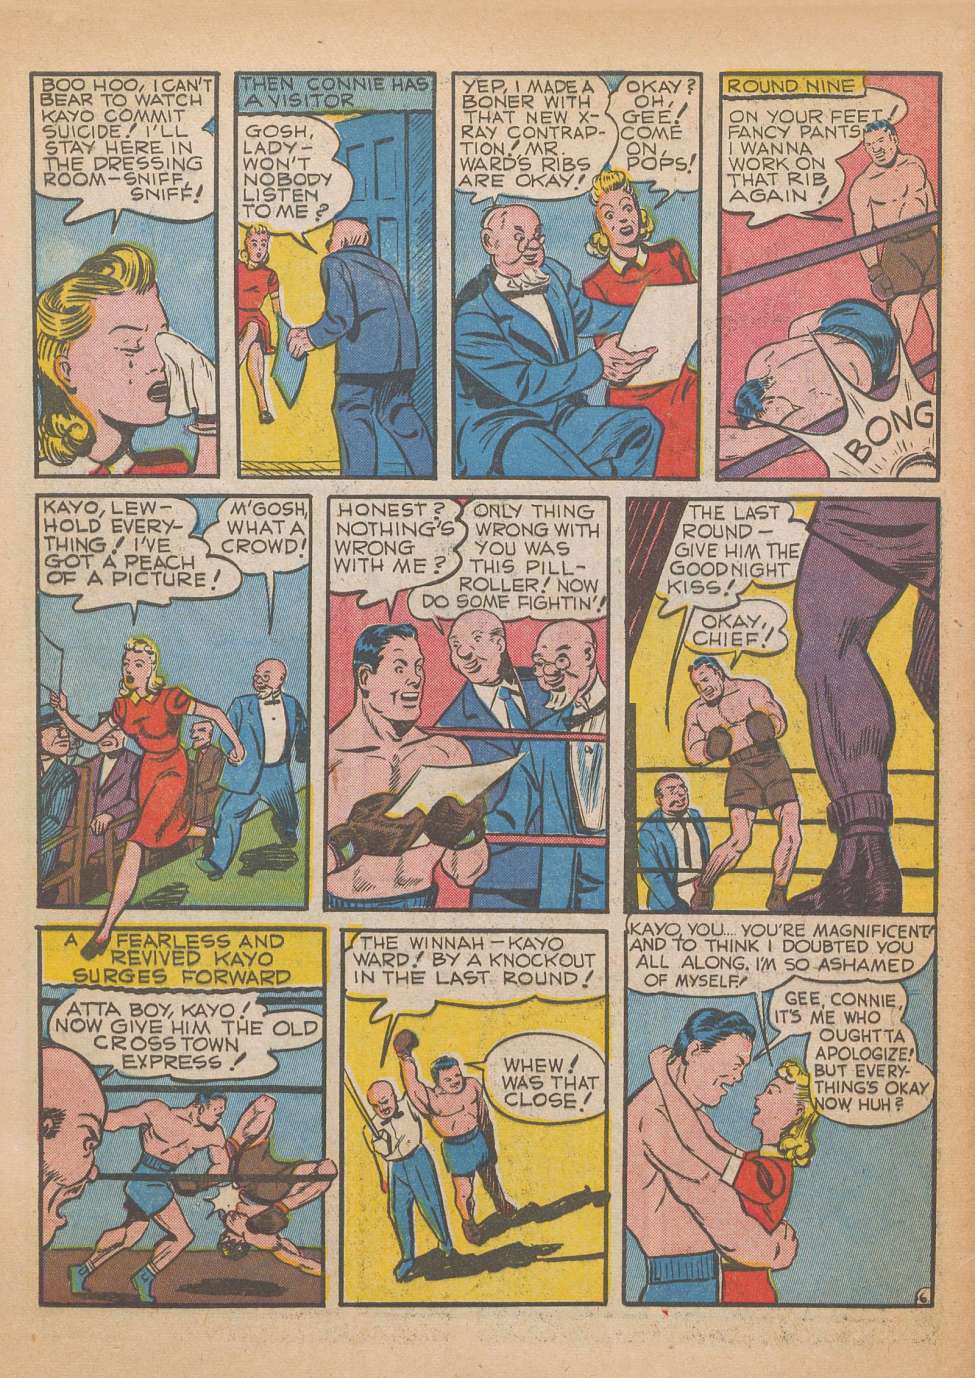 BOO HOO, I CAN'T
BEAR TO WATCH
KAYO COMMIT
SUICIDE! I'LL
STAY HERE IN
THE DRESSING
ROOM—SNIFF,
SNIFF!
THEN CONNIE HAS
A VISITOR
GOSH,
LADY—
WON'T
NOBODY
LISTEN
TO ME?
YEP, I MADE A
BONER WITH
THAT NEW X-
RAY CONTRAP-
TION! MR.
WARD'S RIBS
ARE OKAY!
OKAY?
OH,
GEE!
COME
ON,
POPS!
ROUND NINE
ON YOUR FEET,
FANCY PANTS!
I WANNA
WORK ON
THAT RIB
AGAIN!
BONG
KAYO, LEW—
HOLD EVERY-
THING! I'VE
GOT A PEACH
OF A PICTURE!
M'GOSH,
WHAT A
CROWD!
HONEST?
NOTHING'S
WRONG
WITH ME?
ONLY THING
WRONG WITH
YOU WAS
THIS PILL-
ROLLER! NOW
DO SOME FIGHTIN'!
THE LAST
ROUND—
GIVE HIM THE
GOODNIGHT
KISS!
OKAY,
CHIEF!
A FEARLESS AND
REVIVED KAYO
SURGES FORWARD
ATTA BOY, KAYO!
NOW GIVE HIM THE OLD
CROSSTOWN
EXPRESS!
THE WINNAH—KAYO
WARD! BY A KNOCKOUT
IN THE LAST ROUND!
WHEW!
WAS THAT
CLOSE!
KAYO, YOU... YOU'RE MAGNIFICENT!
AND TO THINK I DOUBTED YOU
ALL ALONG. I'M SO ASHAMED
OF MYSELF!
GEE, CONNIE,
IT'S ME WHO
OUGHTTA
APOLOGIZE!
BUT EVERY-
THING'S OKAY
NOW, HUH?
6